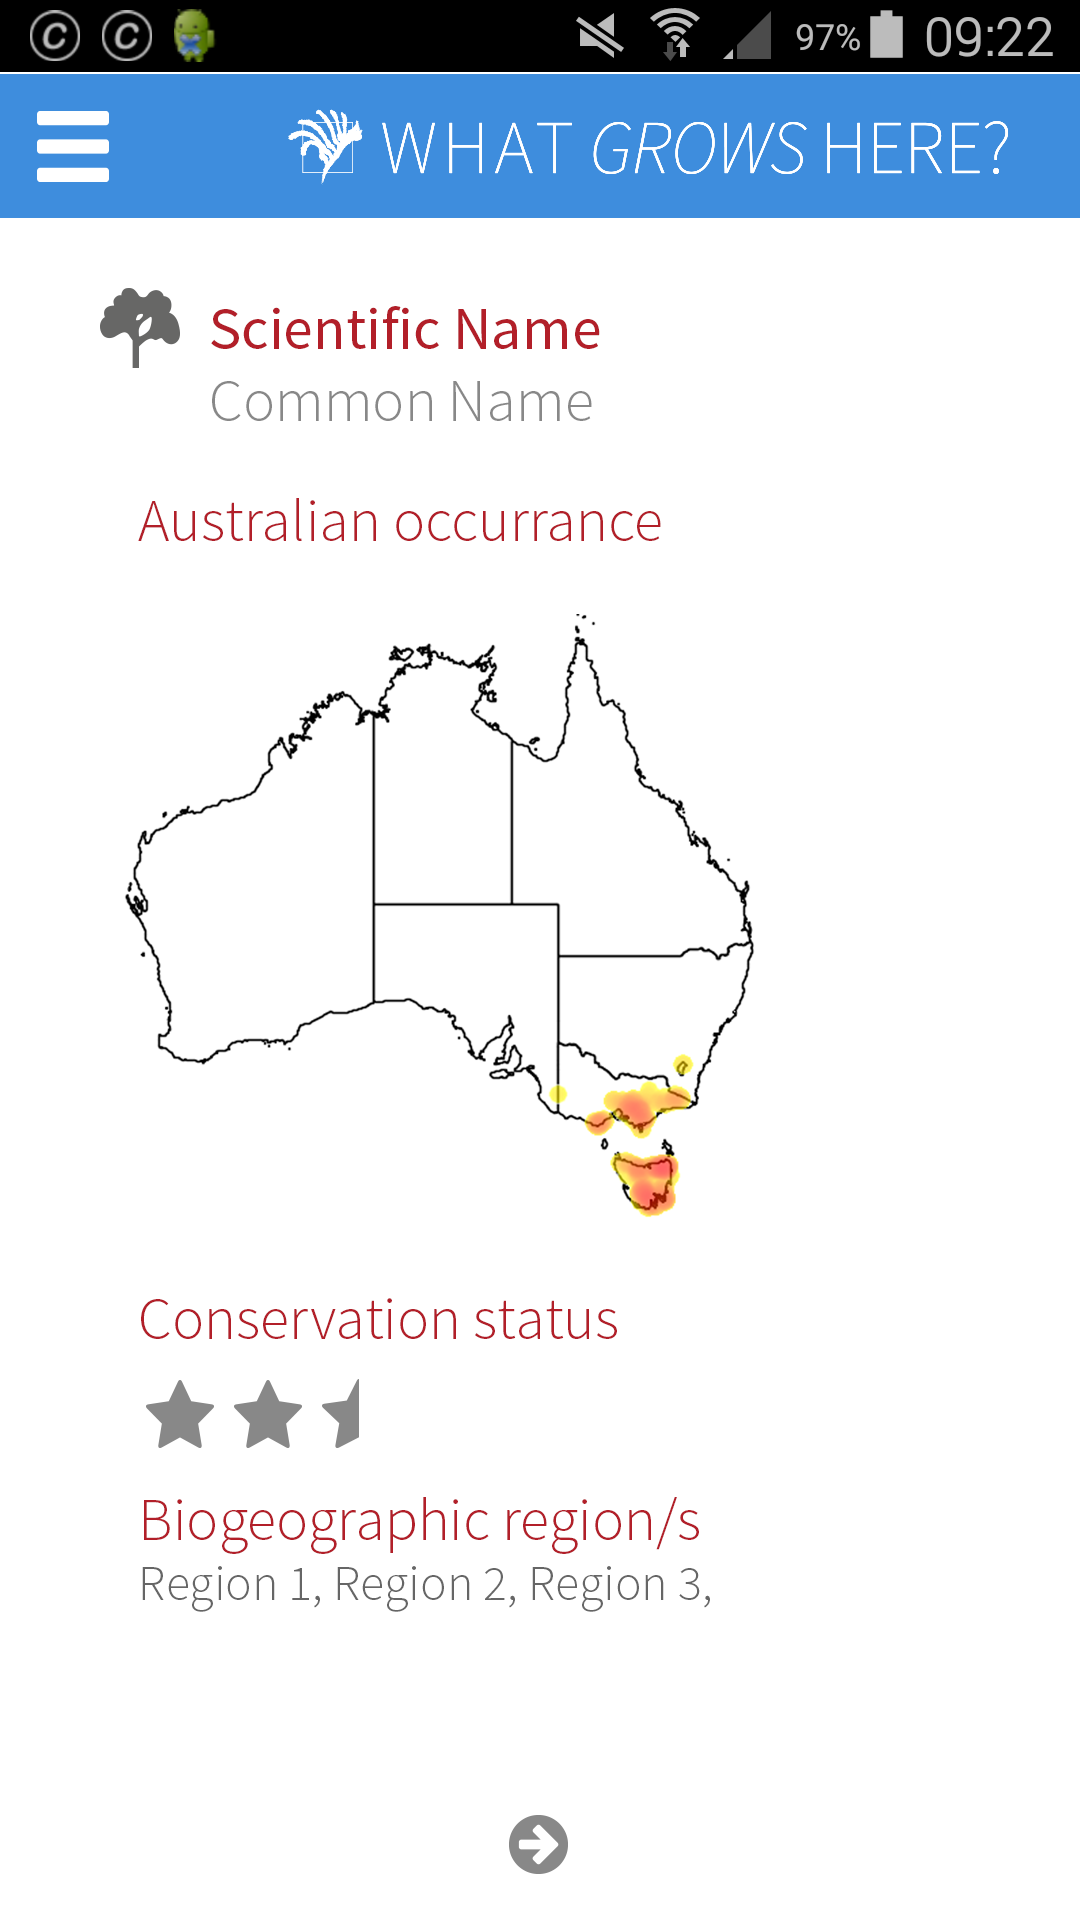 C C 97% 09:22
WHAT GROWS HERE?
Scientific Name
Common Name
Australian occurrance
Conservation status
Biogeographic region/s
Region 1, Region 2, Region 3,